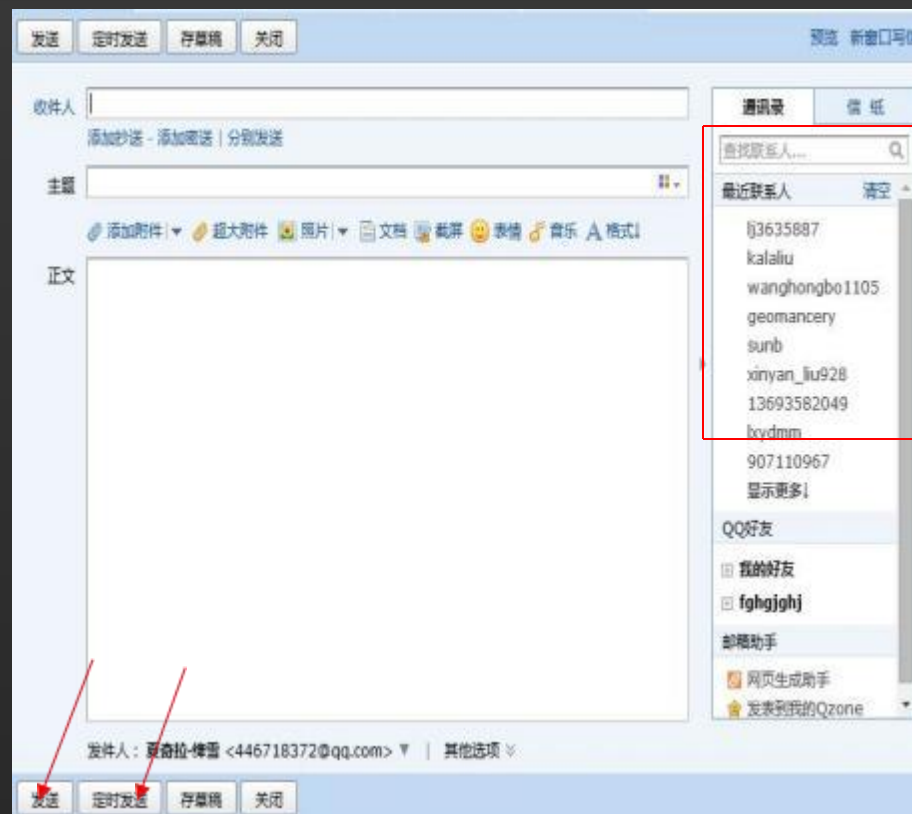 发送 定时发送 存草稿 关闭 预览 新窗口写
收件人
添加抄送 - 添加密送 | 分别发送
主题
添加附件 | 超大附件 照片 | 文档 截屏 表情 音乐 格式↓
正文
通讯录 信 纸
查找联系人...
最近联系人 清空
lj3635887
kalaliu
wanghongbo1105
geomancery
sunb
xinyan_liu928
13693582049
lxydmm
907110967
显示更多↓
QQ好友
我的好友
fghgjghj
邮箱助手
网页生成助手
发表到我的Qzone
发件人： <446718372@qq.com> | 其他选项
发送 定时发送 存草稿 关闭